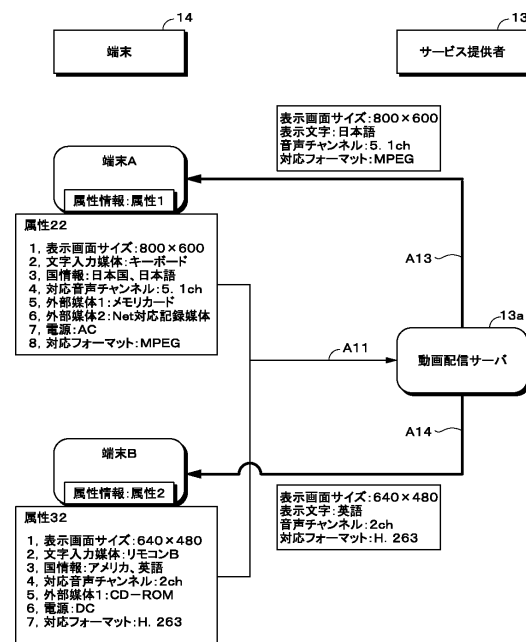 14
13
端末
サービス提供者
表示画面サイズ:800×600
表示文字:日本語
音声チャンネル:5. 1ch
対応フォーマット:MPEG
端末A
属性情報:属性1
属性22
1, 表示画面サイズ:800×600
2, 文字入力媒体:キーボード
3, 国情報:日本国、日本語
4, 対応音声チャンネル:5. 1ch
5, 外部媒体1:メモリカード
6, 外部媒体2:Net対応記録媒体
7, 電源:AC
8, 対応フォーマット:MPEG
A13
13a
A11
動画配信サーバ
A14
端末B
属性情報:属性2
表示画面サイズ:640×480
表示文字:英語
音声チャンネル:2ch
対応フォーマット:H. 263
属性32
1, 表示画面サイズ:640×480
2, 文字入力媒体:リモコンB
3, 国情報:アメリカ、英語
4, 対応音声チャンネル:2ch
5, 外部媒体1:CD－ROM
6, 電源:DC
7, 対応フォーマット:H. 263